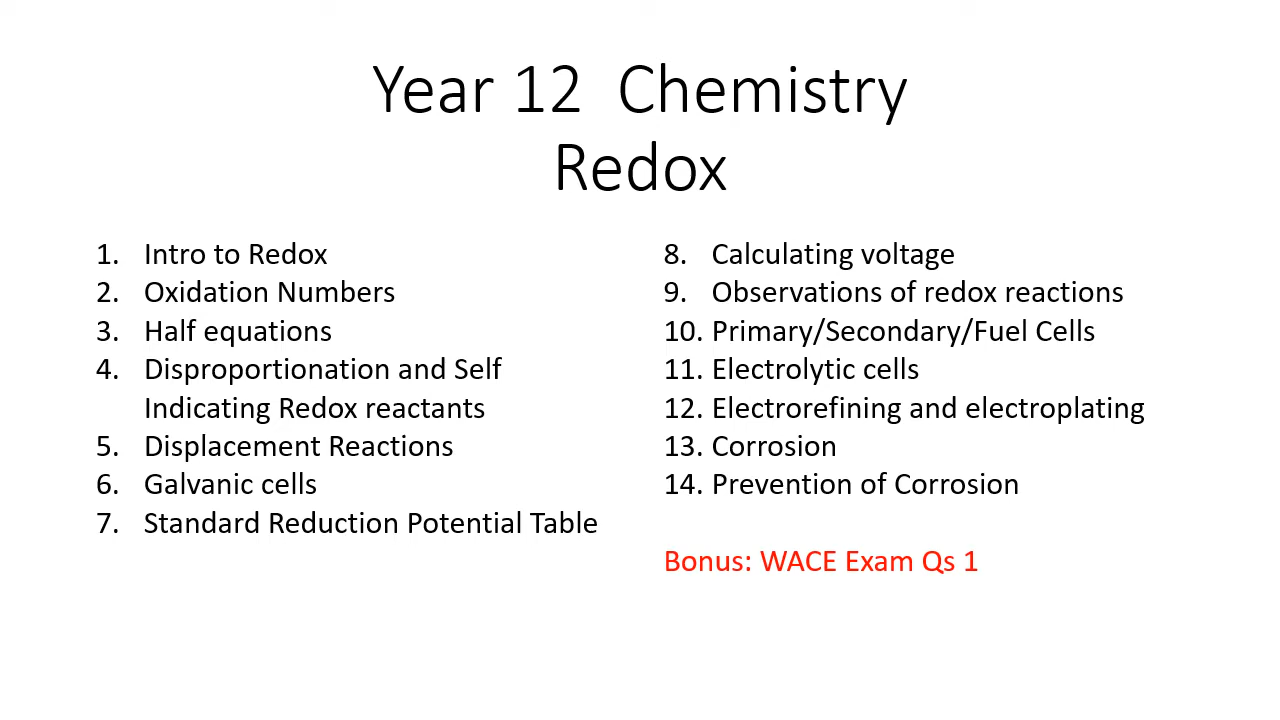 Year 12  Chemistry
Redox
1. Intro to Redox
2. Oxidation Numbers
3. Half equations
4. Disproportionation and Self
Indicating Redox reactants
5. Displacement Reactions
6. Galvanic cells
7. Standard Reduction Potential Table
8. Calculating voltage
9. Observations of redox reactions
10. Primary/Secondary/Fuel Cells
11. Electrolytic cells
12. Electrorefining and electroplating
13. Corrosion
14. Prevention of Corrosion
Bonus: WACE Exam Qs 1